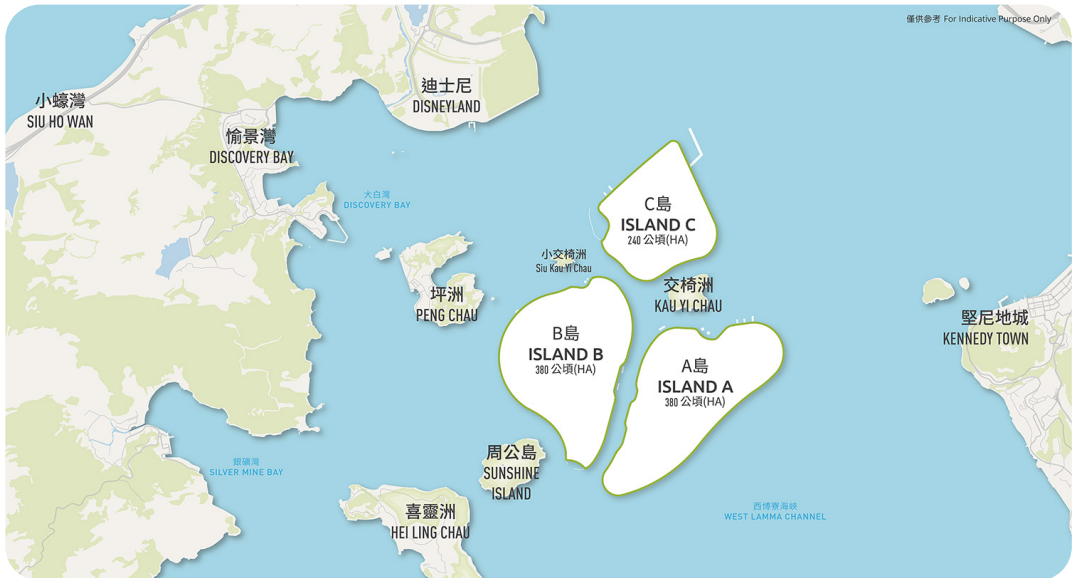 僅供參考 For Indicative Purpose Only
迪士尼
DISNEYLAND
小蠔灣
SIU HO WAN
愉景灣
DISCOVERY BAY
大白灣
DISCOVERY BAY
C島
ISLAND C
240 公頃(HA)
小交椅洲
Siu Kau Yi Chau
交椅洲
KAU YI CHAU
坪洲
PENG CHAU
堅尼地城
KENNEDY TOWN
B島
ISLAND B
380 公頃(HA)
A島
ISLAND A
380 公頃(HA)
周公島
SUNSHINE
ISLAND
銀礦灣
SILVER MINE BAY
喜靈洲
HEI LING CHAU
西博寮海峽
WEST LAMMA CHANNEL